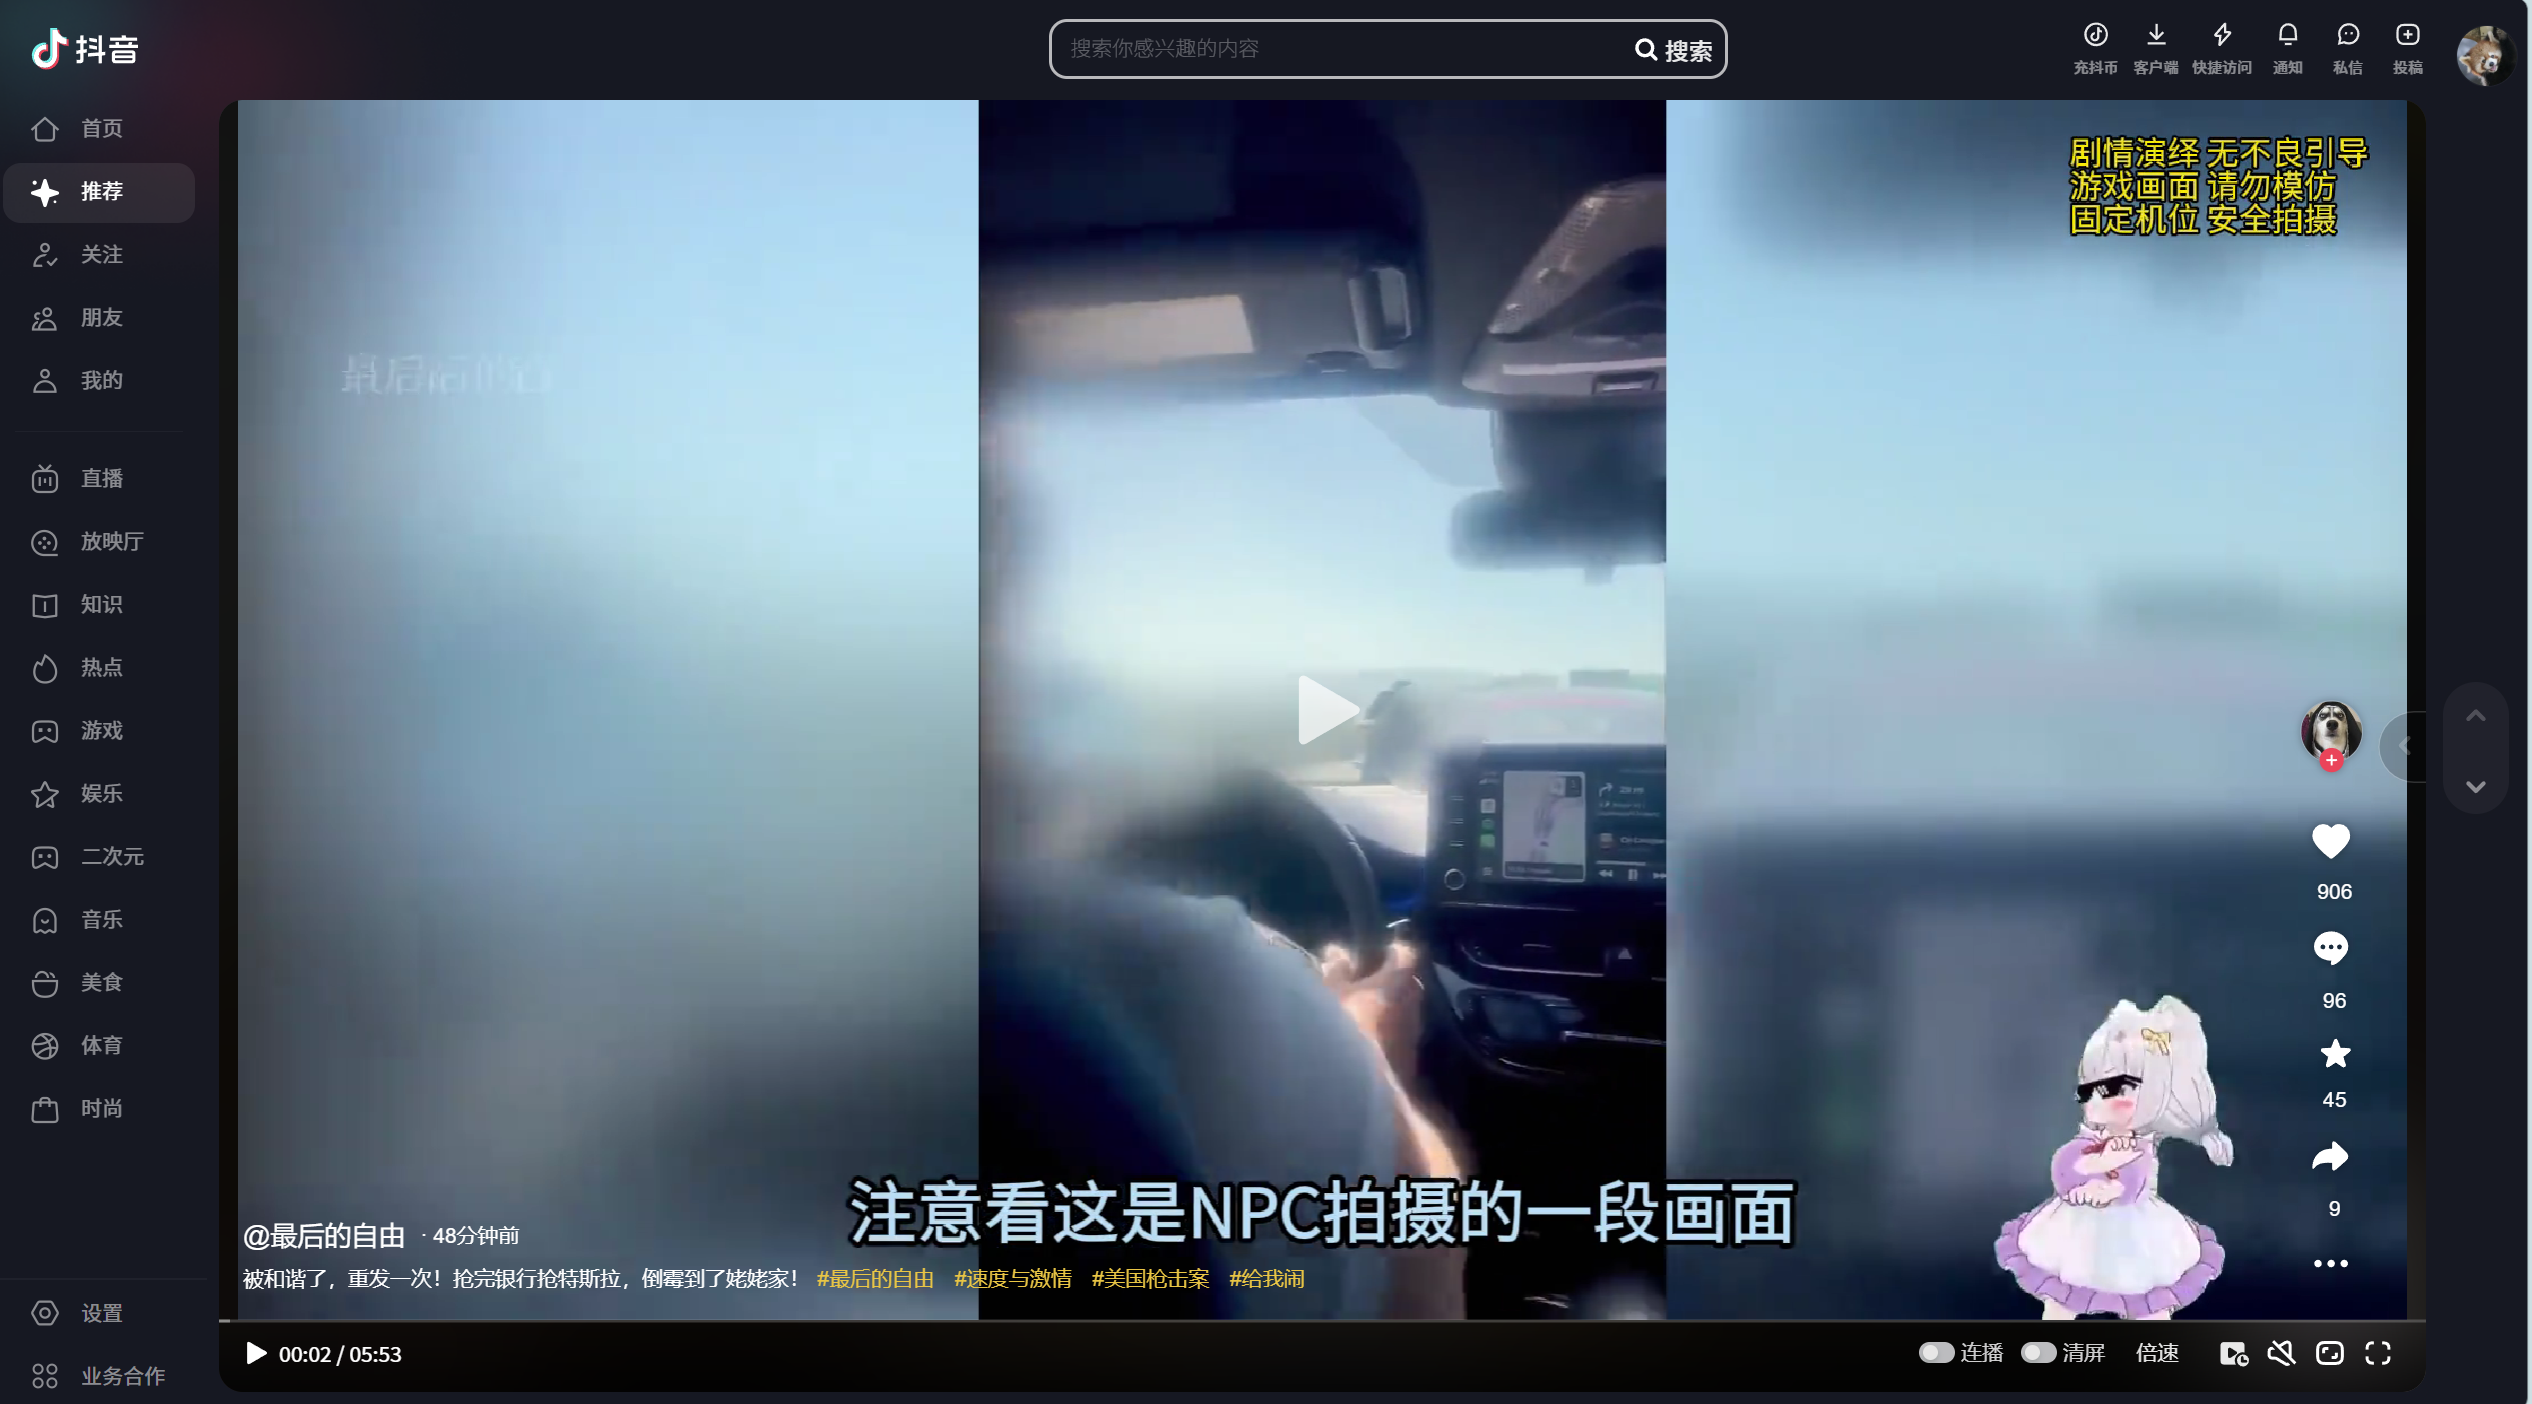 抖音
搜索你感兴趣的内容
搜索
充抖币
客户端
快捷访问
通知
私信
投稿
首页
推荐
关注
朋友
我的
直播
放映厅
知识
热点
游戏
娱乐
二次元
音乐
美食
体育
时尚
设置
业务合作
剧情演绎 无不良引导
游戏画面 请勿模仿
固定机位 安全拍摄
906
96
45
9
注意看这是NPC拍摄的一段画面
@最后的自由 · 48分钟前
被和谐了，重发一次！抢完银行抢特斯拉，倒霉到了姥姥家！ #最后的自由 #速度与激情 #美国枪击案 #给我闹
00:02 / 05:53
连播
清屏
倍速